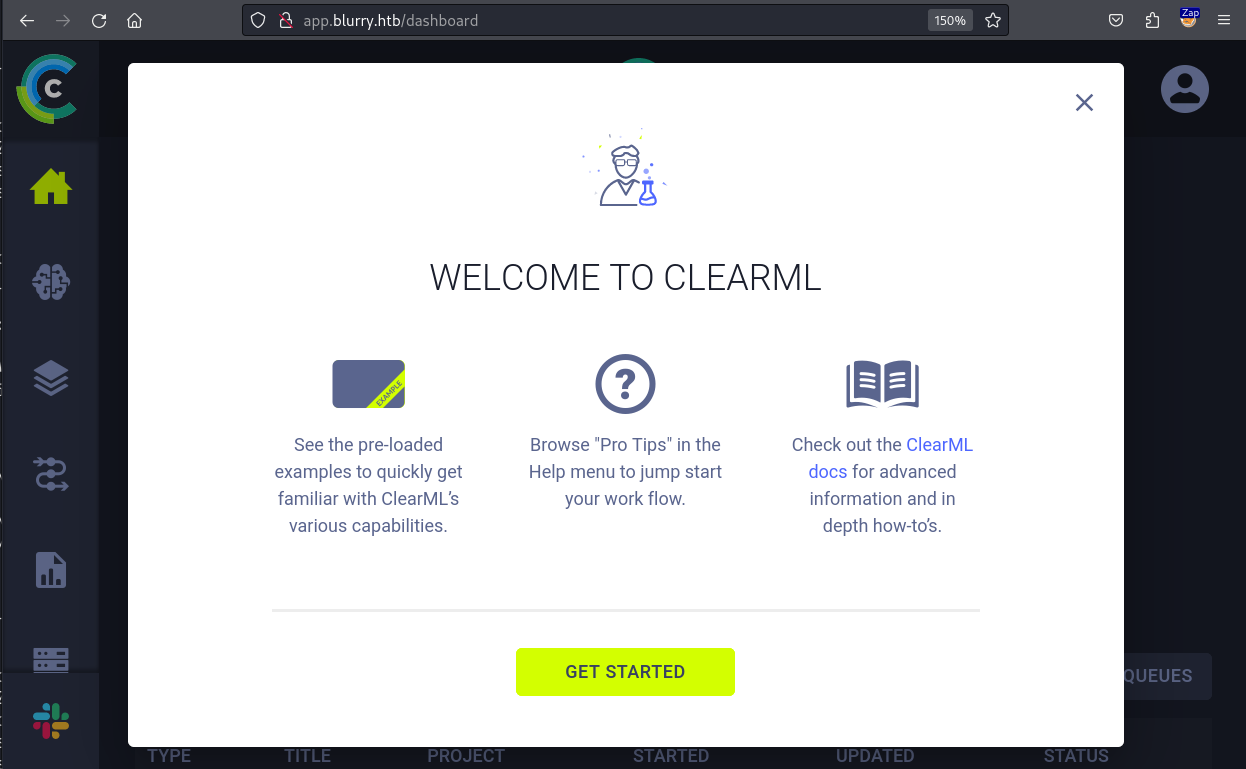 app.blurry.htb/dashboard
150%
Zap
C
WELCOME TO CLEARML
EXAMPLE
?
See the pre-loaded
examples to quickly get
familiar with ClearML’s
various capabilities.
Browse "Pro Tips" in the
Help menu to jump start
your work flow.
Check out the ClearML
docs for advanced
information and in
depth how-to’s.
GET STARTED
QUEUES
TYPE TITLE PROJECT STARTED UPDATED STATUS